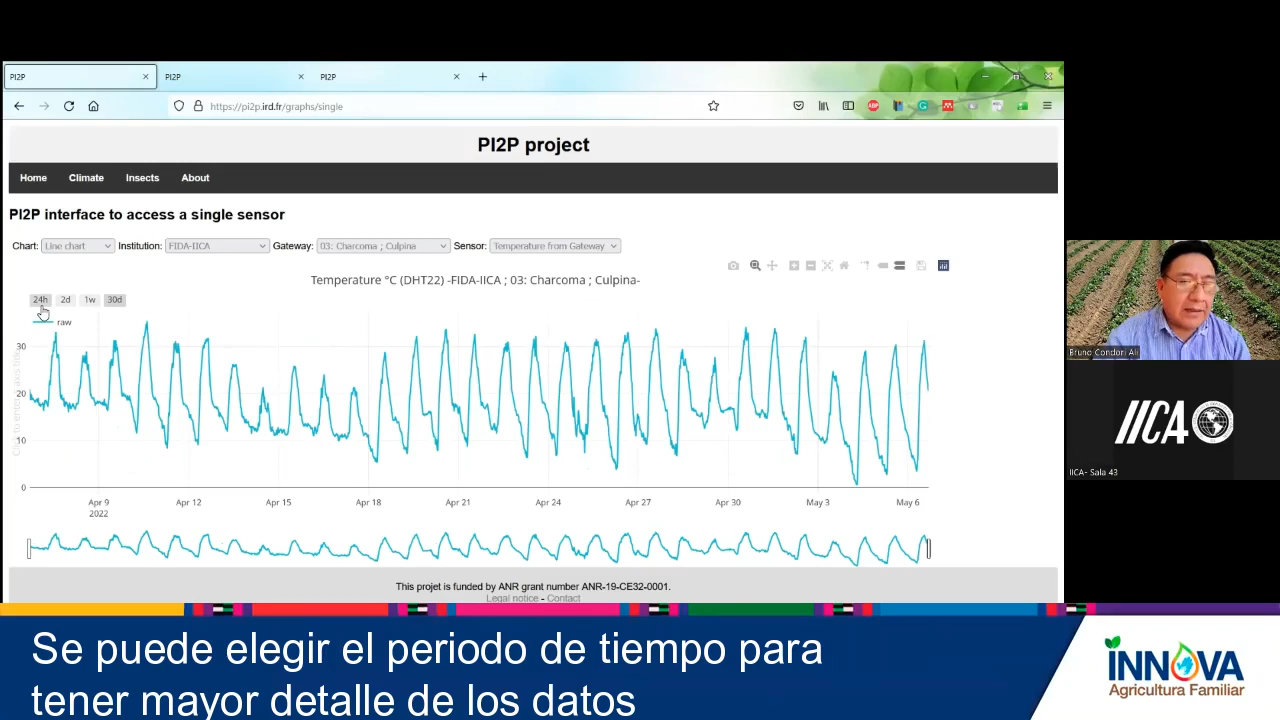 PI2P
PI2P
PI2P
https://pi2p.ird.fr/graphs/single
PI2P project
Home Climate Insects About
PI2P interface to access a single sensor
Chart: Line chart Institution: FIDA-IICA Gateway: 03: Charcoma ; Culpina Sensor: Temperature from Gateway
Temperature °C (DHT22) -FIDA-IICA ; 03: Charcoma ; Culpina-
24h 2d 1w 30d
raw
30
20
10
0
Apr 9 Apr 12 Apr 15 Apr 18 Apr 21 Apr 24 Apr 27 Apr 30 May 3 May 6
2022
This projet is funded by ANR grant number ANR-19-CE32-0001.
Legal notice - Contact
Bruno Condori Ali
IICA
IICA- Sala 43
Se puede elegir el periodo de tiempo para
tener mayor detalle de los datos
INNOVA
Agricultura Familiar